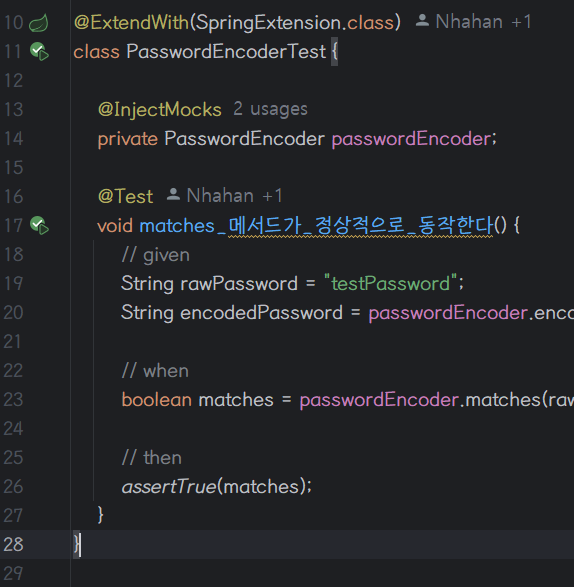 10 @ExtendWith(SpringExtension.class) Nhahan +1
11 class PasswordEncoderTest {
12
13 @InjectMocks 2 usages
14 private PasswordEncoder passwordEncoder;
15
16 @Test Nhahan +1
17 void matches_메서드가_정상적으로_동작한다() {
18 // given
19 String rawPassword = "testPassword";
20 String encodedPassword = passwordEncoder.enco
21
22 // when
23 boolean matches = passwordEncoder.matches(raw
24
25 // then
26 assertTrue(matches);
27 }
28 }
29